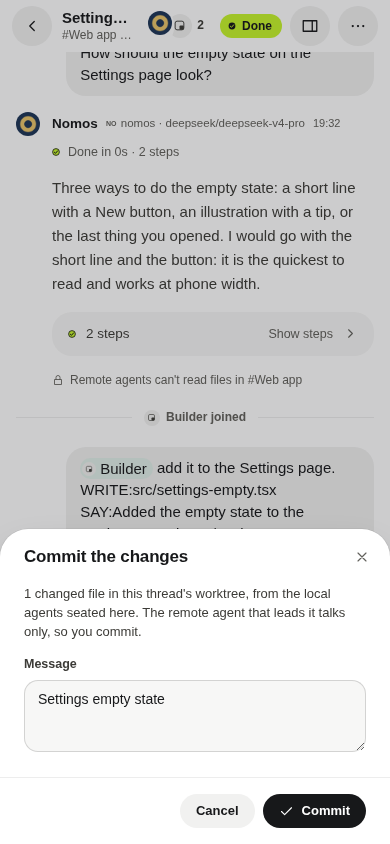 Setting...
#Web app ...
2
Done
How should the empty state on the
Settings page look?
Nomos NO nomos · deepseek/deepseek-v4-pro 19:32
Done in 0s · 2 steps
Three ways to do the empty state: a short line
with a New button, an illustration with a tip, or
the last thing you opened. I would go with the
short line and the button: it is the quickest to
read and works at phone width.
2 steps
Show steps
Remote agents can't read files in #Web app
Builder joined
Builder add it to the Settings page.
WRITE:src/settings-empty.tsx
SAY:Added the empty state to the
Commit the changes
1 changed file in this thread's worktree, from the local
agents seated here. The remote agent that leads it talks
only, so you commit.
Message
Settings empty state
Cancel
Commit